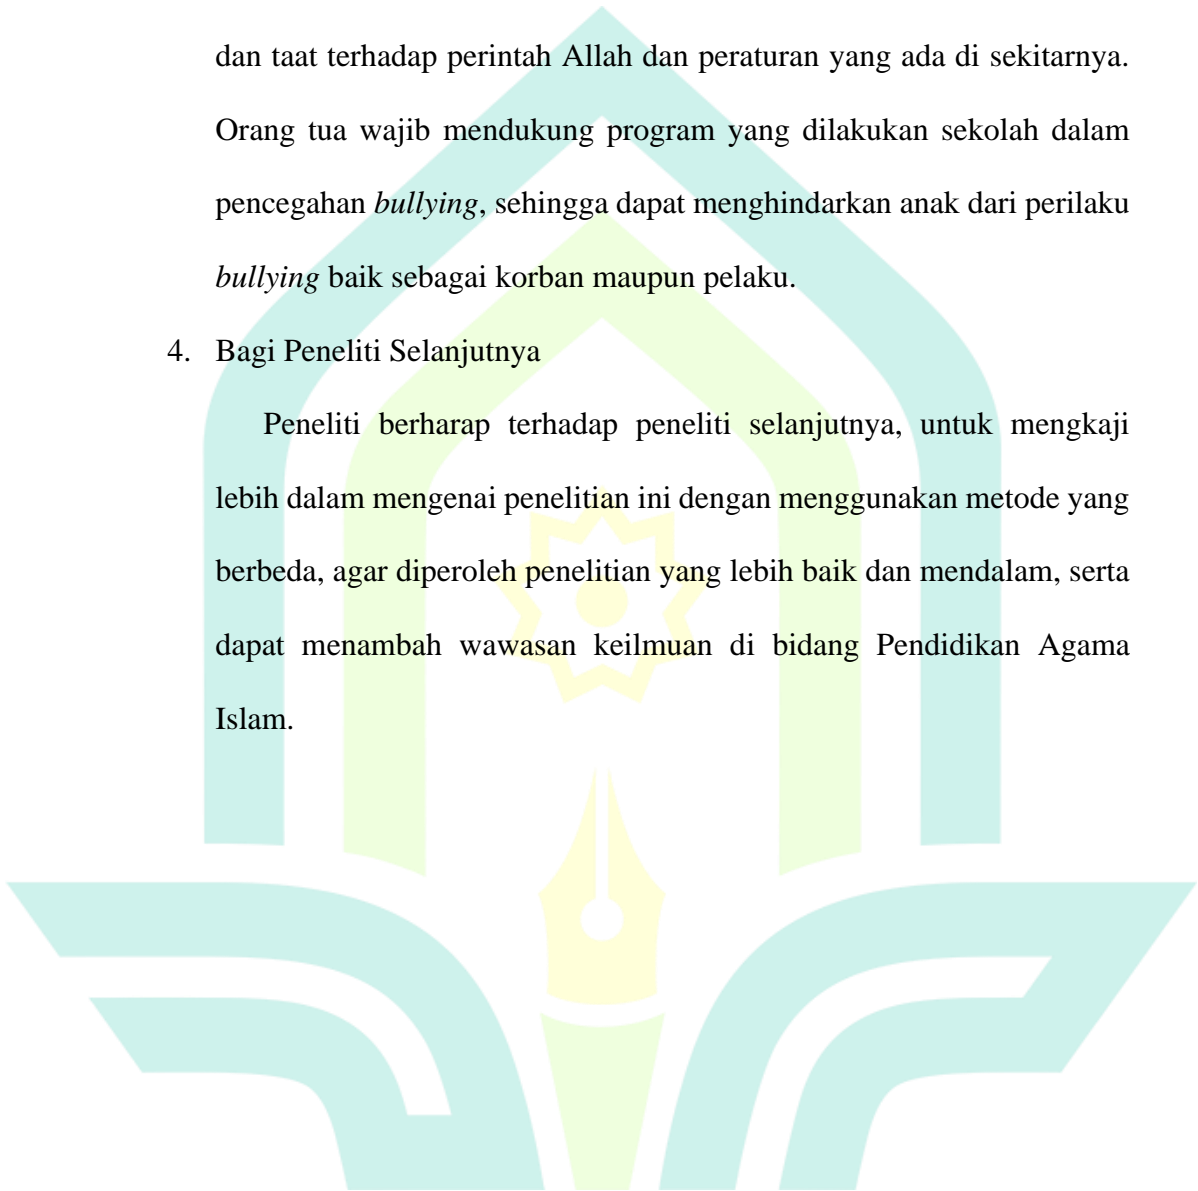 dan taat terhadap perintah Allah dan peraturan yang ada di sekitarnya.
Orang tua wajib mendukung program yang dilakukan sekolah dalam
pencegahan bullying, sehingga dapat menghindarkan anak dari perilaku
bullying baik sebagai korban maupun pelaku.
4. Bagi Peneliti Selanjutnya
Peneliti berharap terhadap peneliti selanjutnya, untuk mengkaji
lebih dalam mengenai penelitian ini dengan menggunakan metode yang
berbeda, agar diperoleh penelitian yang lebih baik dan mendalam, serta
dapat menambah wawasan keilmuan di bidang Pendidikan Agama
Islam.